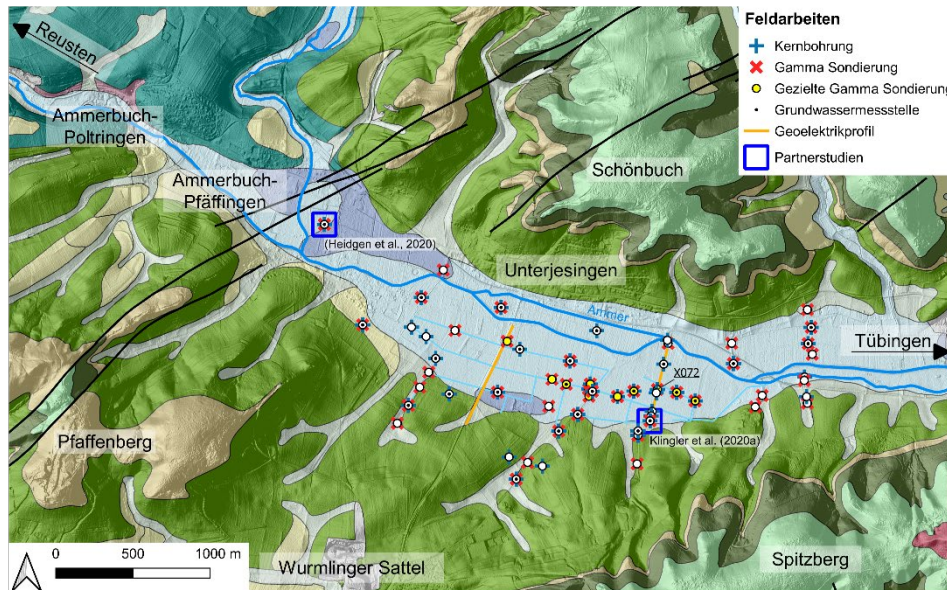 Reusten
Ammerbuch-
Poltringen
Ammerbuch-
Pfäffingen
(Heidgen et al., 2020)
Schönbuch
Unterjesingen
Ammer
X072
Tübingen
Klingler et al. (2020a)
Pfaffenberg
Wurmlinger Sattel
Spitzberg
0 500 1000 m
Feldarbeiten
Kernbohrung
Gamma Sondierung
Gezielte Gamma Sondierung
Grundwassermessstelle
Geoelektrikprofil
Partnerstudien